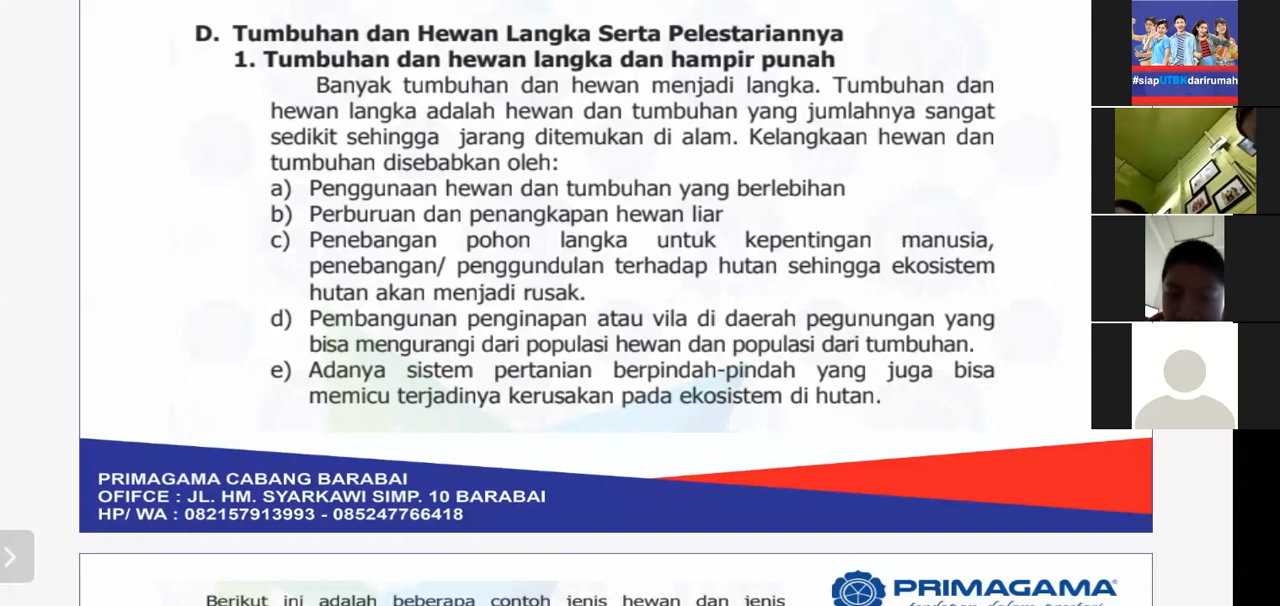 D. Tumbuhan dan Hewan Langka Serta Pelestariannya
1. Tumbuhan dan hewan langka dan hampir punah
Banyak tumbuhan dan hewan menjadi langka. Tumbuhan dan
hewan langka adalah hewan dan tumbuhan yang jumlahnya sangat
sedikit sehingga jarang ditemukan di alam. Kelangkaan hewan dan
tumbuhan disebabkan oleh:
a) Penggunaan hewan dan tumbuhan yang berlebihan
b) Perburuan dan penangkapan hewan liar
c) Penebangan pohon langka untuk kepentingan manusia,
penebangan/ penggundulan terhadap hutan sehingga ekosistem
hutan akan menjadi rusak.
d) Pembangunan penginapan atau vila di daerah pegunungan yang
bisa mengurangi dari populasi hewan dan populasi dari tumbuhan.
e) Adanya sistem pertanian berpindah-pindah yang juga bisa
memicu terjadinya kerusakan pada ekosistem di hutan.
PRIMAGAMA CABANG BARABAI
OFIFCE : JL. HM. SYARKAWI SIMP. 10 BARABAI
HP/ WA : 082157913993 - 085247766418
Berikut ini adalah beberapa contoh jenis hewan dan jenis
PRIMAGAMA
terdepan dalam prestasi
#siapUTBKdarirumah